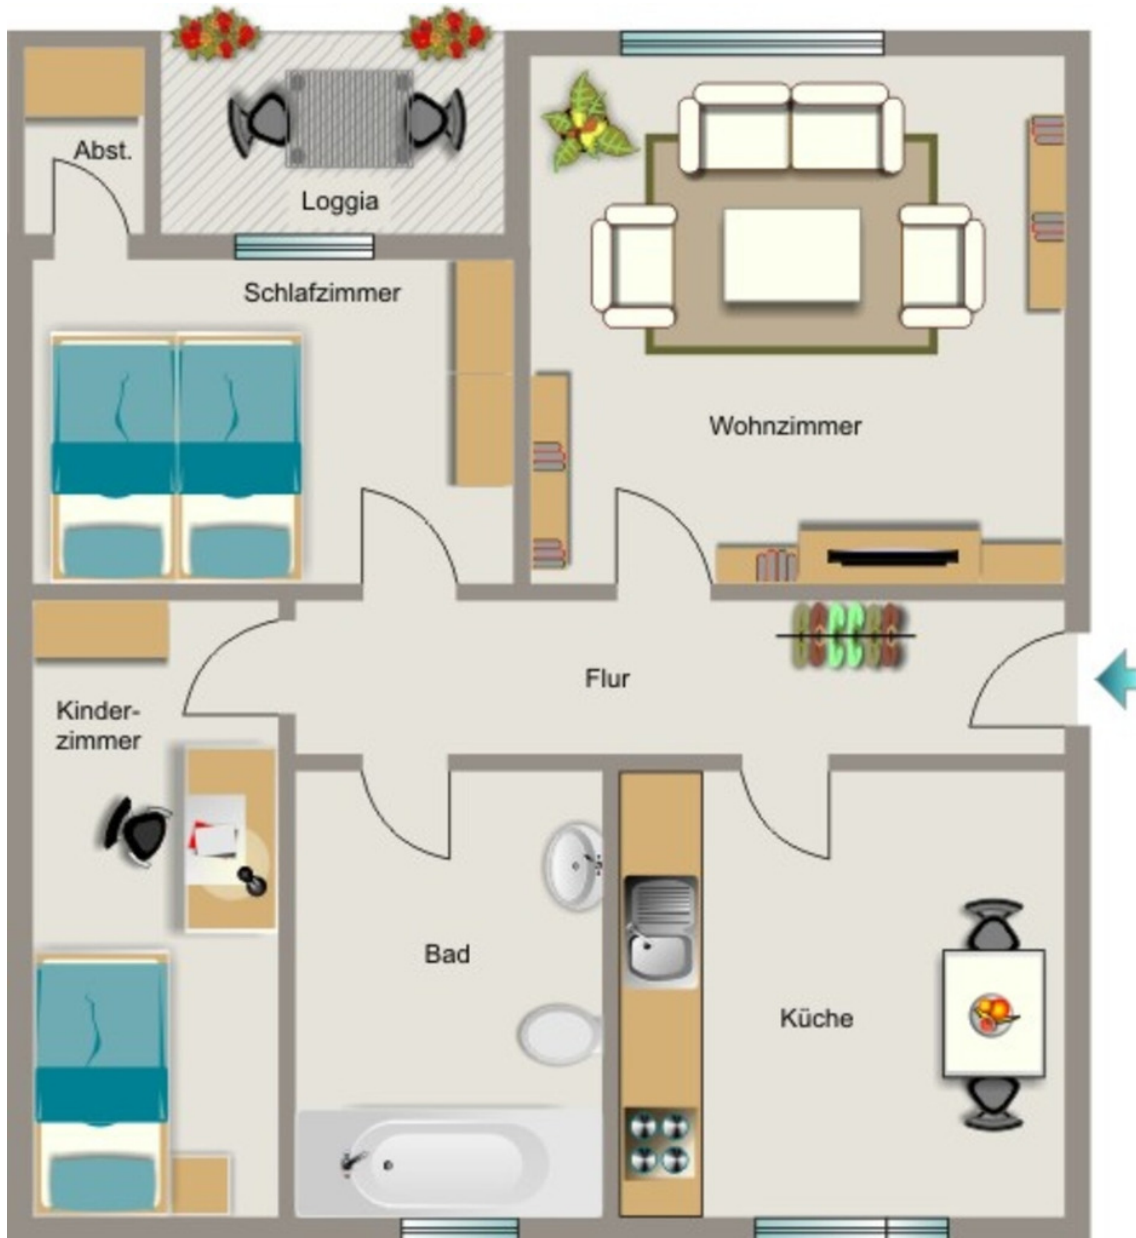 Abst.
Loggia
Schlafzimmer
Wohnzimmer
Flur
Kinder-
zimmer
Bad
Küche